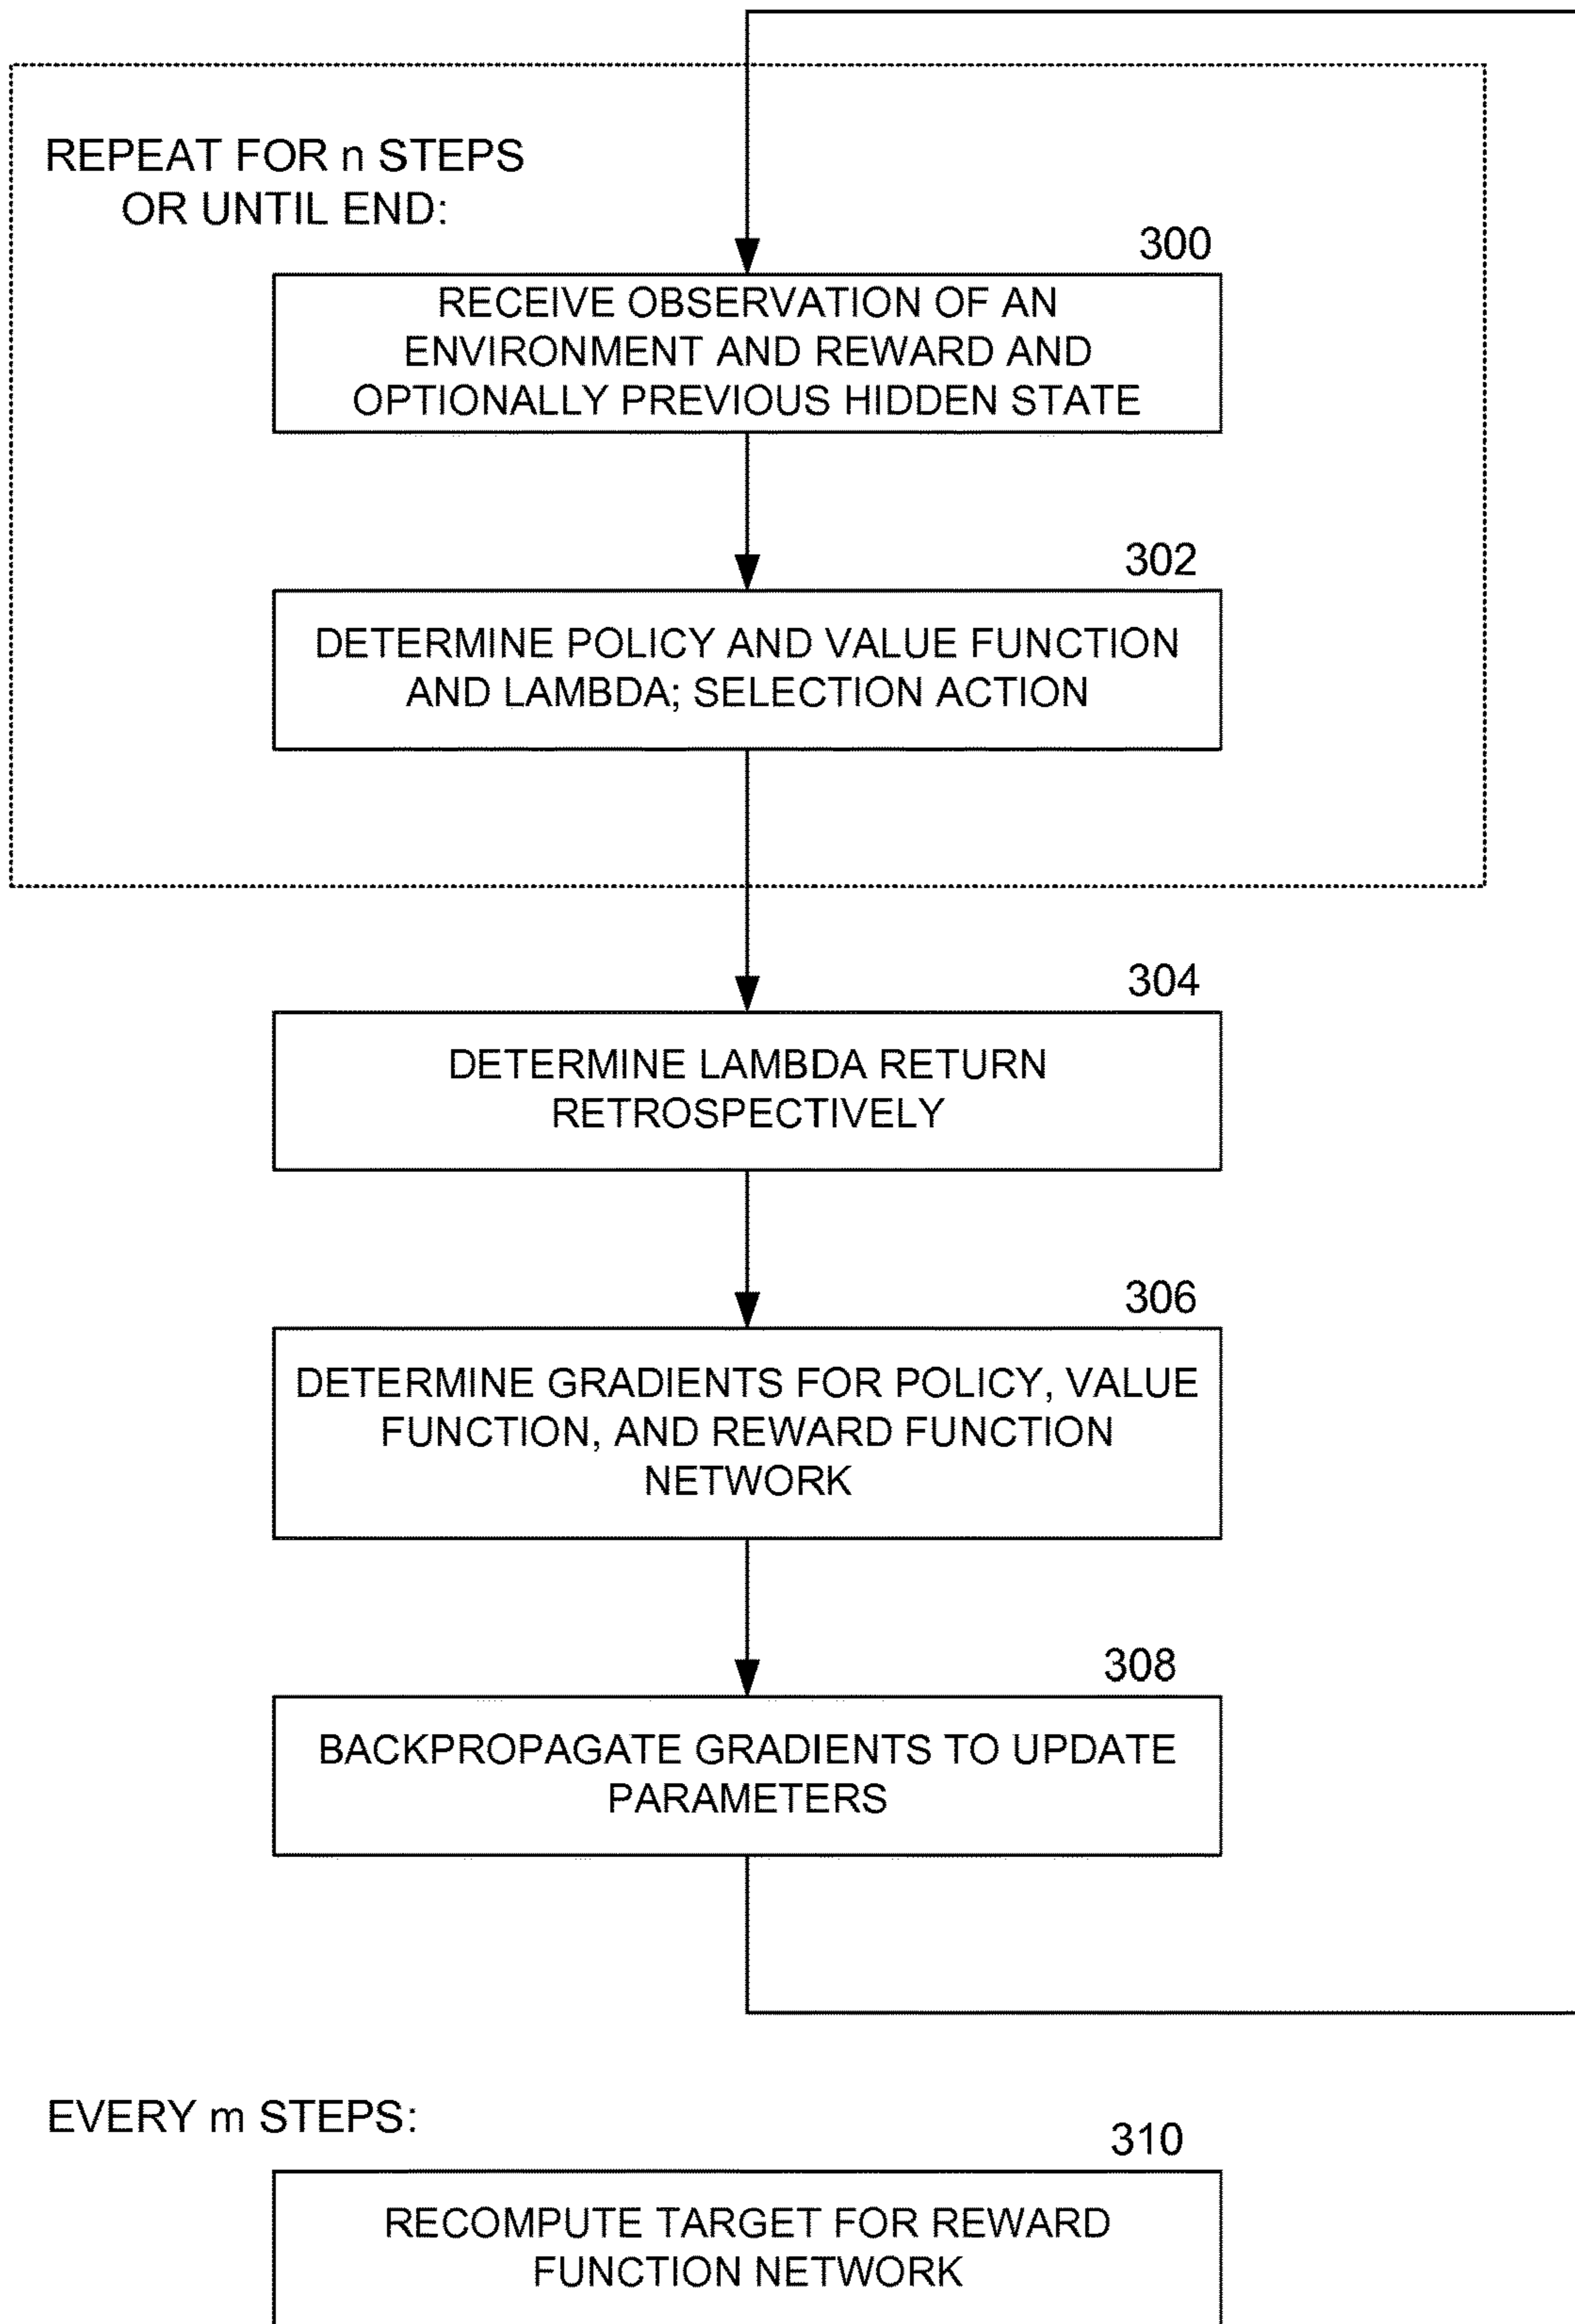 REPEAT FOR n STEPS
OR UNTIL END:
300
RECEIVE OBSERVATION OF AN
ENVIRONMENT AND REWARD AND
OPTIONALLY PREVIOUS HIDDEN STATE
302
DETERMINE POLICY AND VALUE FUNCTION
AND LAMBDA; SELECTION ACTION
304
DETERMINE LAMBDA RETURN
RETROSPECTIVELY
306
DETERMINE GRADIENTS FOR POLICY, VALUE
FUNCTION, AND REWARD FUNCTION
NETWORK
308
BACKPROPAGATE GRADIENTS TO UPDATE
PARAMETERS
EVERY m STEPS:
310
RECOMPUTE TARGET FOR REWARD
FUNCTION NETWORK